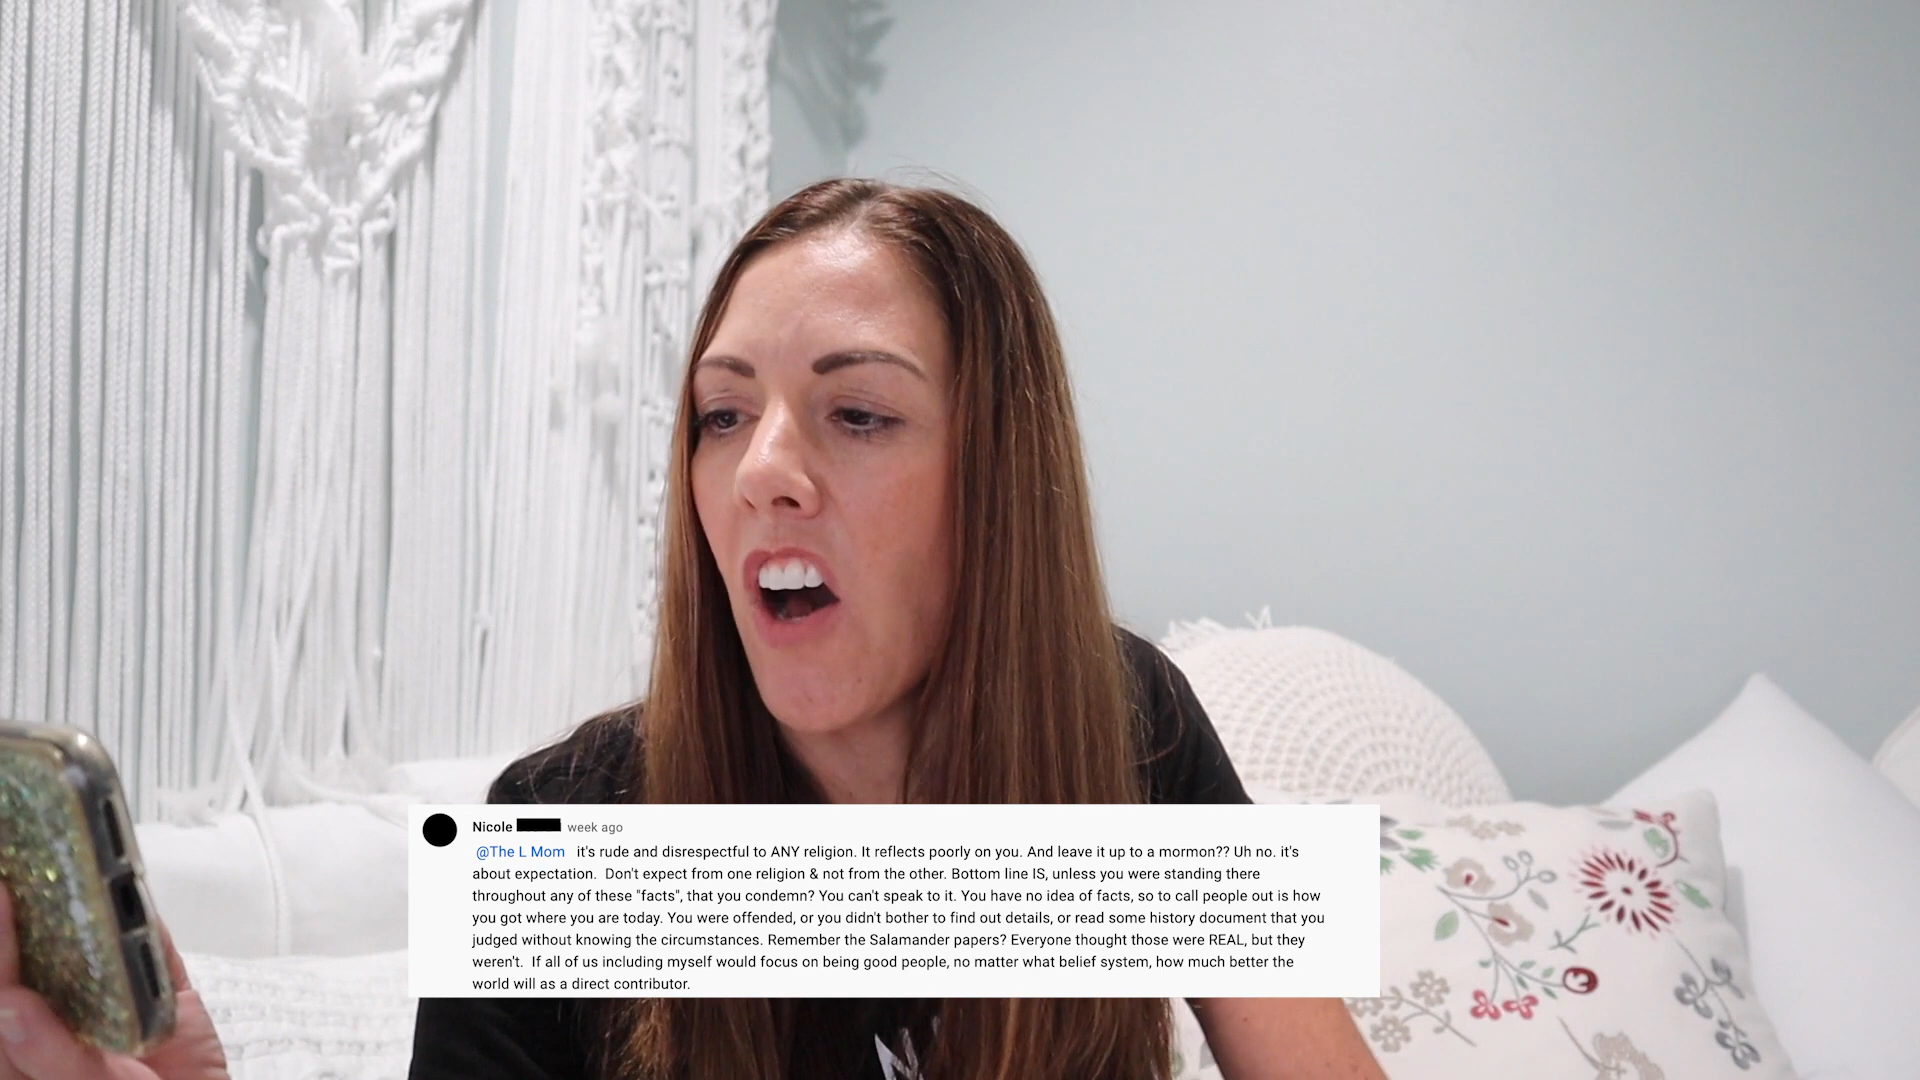 Nicole week ago
@The L Mom it's rude and disrespectful to ANY religion. It reflects poorly on you. And leave it up to a mormon?? Uh no. it's
about expectation. Don't expect from one religion & not from the other. Bottom line IS, unless you were standing there
throughout any of these "facts", that you condemn? You can't speak to it. You have no idea of facts, so to call people out is how
you got where you are today. You were offended, or you didn't bother to find out details, or read some history document that you
judged without knowing the circumstances. Remember the Salamander papers? Everyone thought those were REAL, but they
weren't. If all of us including myself would focus on being good people, no matter what belief system, how much better the
world will as a direct contributor.